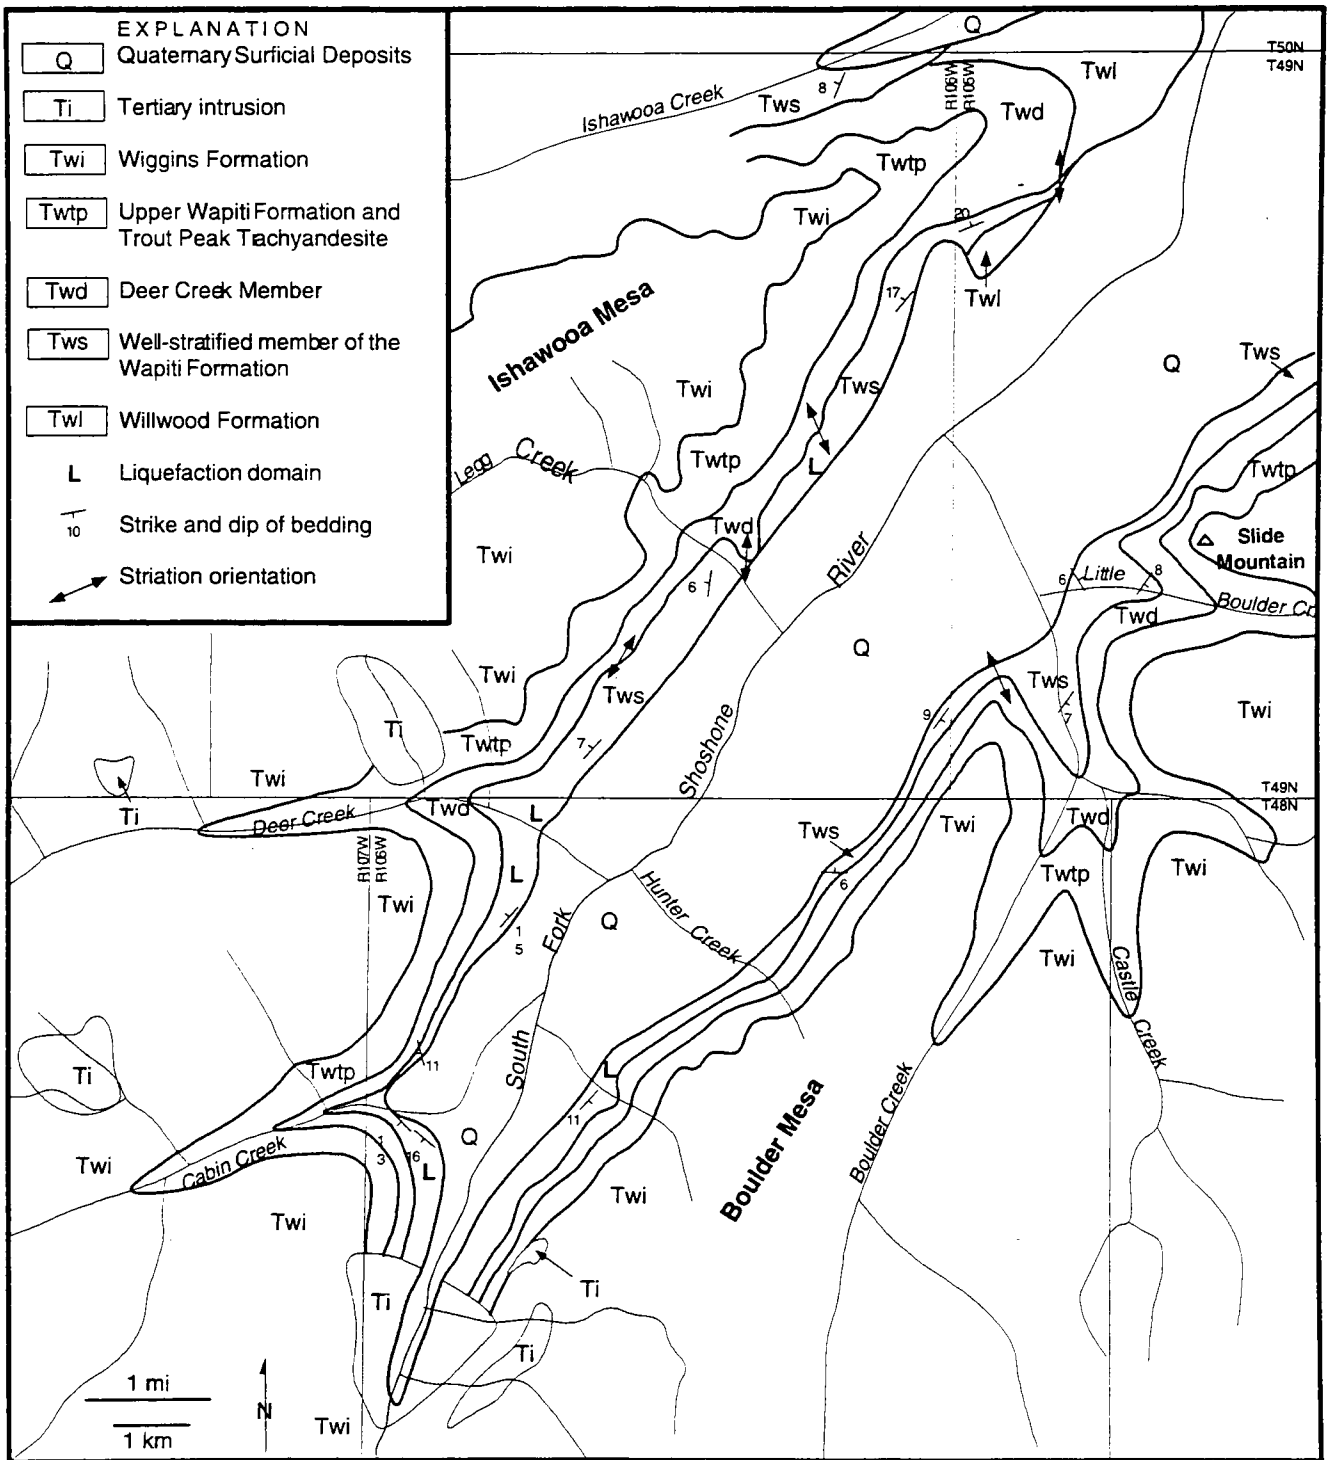 EXPLANATION
Q Quaternary Surficial Deposits
Ti Tertiary intrusion
Twi Wiggins Formation
Twtp Upper Wapiti Formation and
Trout Peak Trachyandesite
Twd Deer Creek Member
Tws Well-stratified member of the
Wapiti Formation
Twl Willwood Formation
L Liquefaction domain
10 Strike and dip of bedding
Striation orientation
Q
T50N
T49N
Twl
8
Tws
R106W
R105W
Twd
Ishawooa Creek
Twtp
Twi
20
17
Twl
Ishawooa Mesa
Q
Tws
Twi
Tws
Twtp
L
Twtp
Legg Creek
Twd
Slide
Mountain
Twi
6
River
6
Little
8
Boulder Cr
Twd
Q
Twi
Tws
Tws
7
Twi
Ti
Twtp
7
9
Shoshone
Twi
Ti
T49N
T48N
Deer Creek
Twd
L
Twd
Tws
Twi
R107W
R106W
6
Twi
L
Hunter Creek
Twtp
Twi
1
5
Fork
Q
Twi
Castle
Creek
Ti
Twtp
11
South
L
11
Q
Boulder Mesa
Boulder Creek
Twi
Cabin Creek
1
3
16
L
Twi
Twi
Ti
Ti
Ti
1 mi
1 km
N
Twi